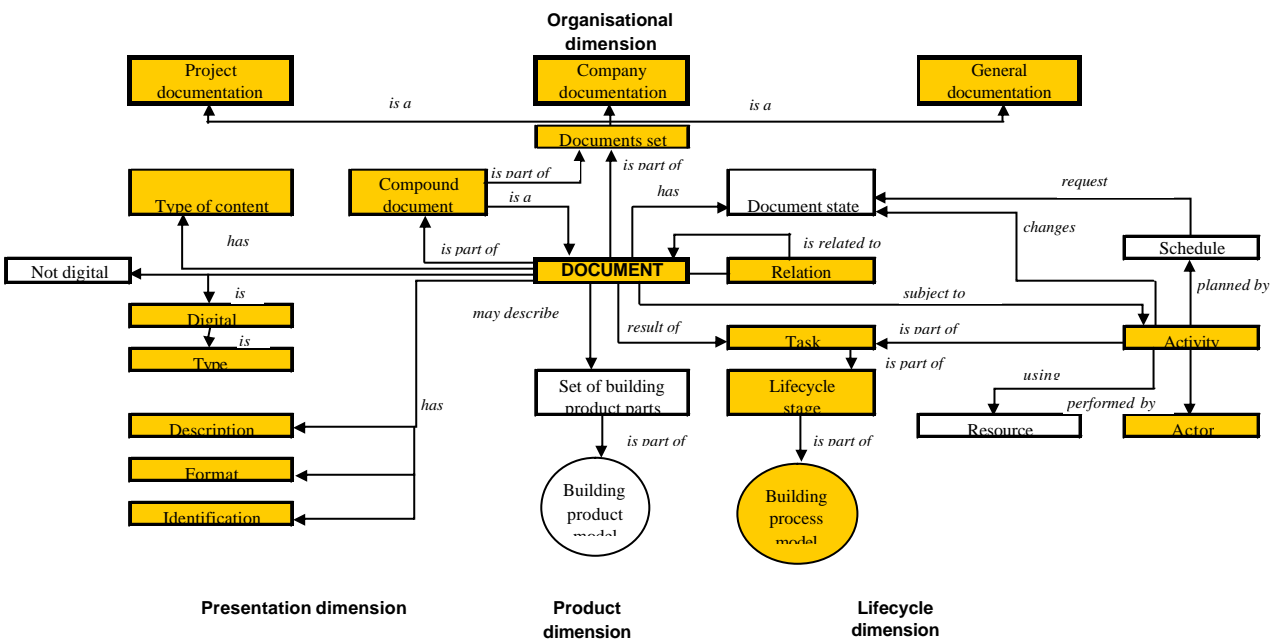 Organisational
dimension
Project
documentation
Company
documentation
General
documentation
is a
is a
Documents set
is part of
is part of
Type of content
Compound
document
is a
has
Document state
request
changes
has
is part of
is related to
Schedule
Not digital
DOCUMENT
Relation
is
may describe
subject to
planned by
Digital
result of
is part of
is
Task
Activity
Type
is part of
Set of building
product parts
Lifecycle
stage
using
has
performed by
Description
is part of
is part of
Resource
Actor
Format
Building
product
model
Building
process
model
Identification
Presentation dimension
Product
dimension
Lifecycle
dimension